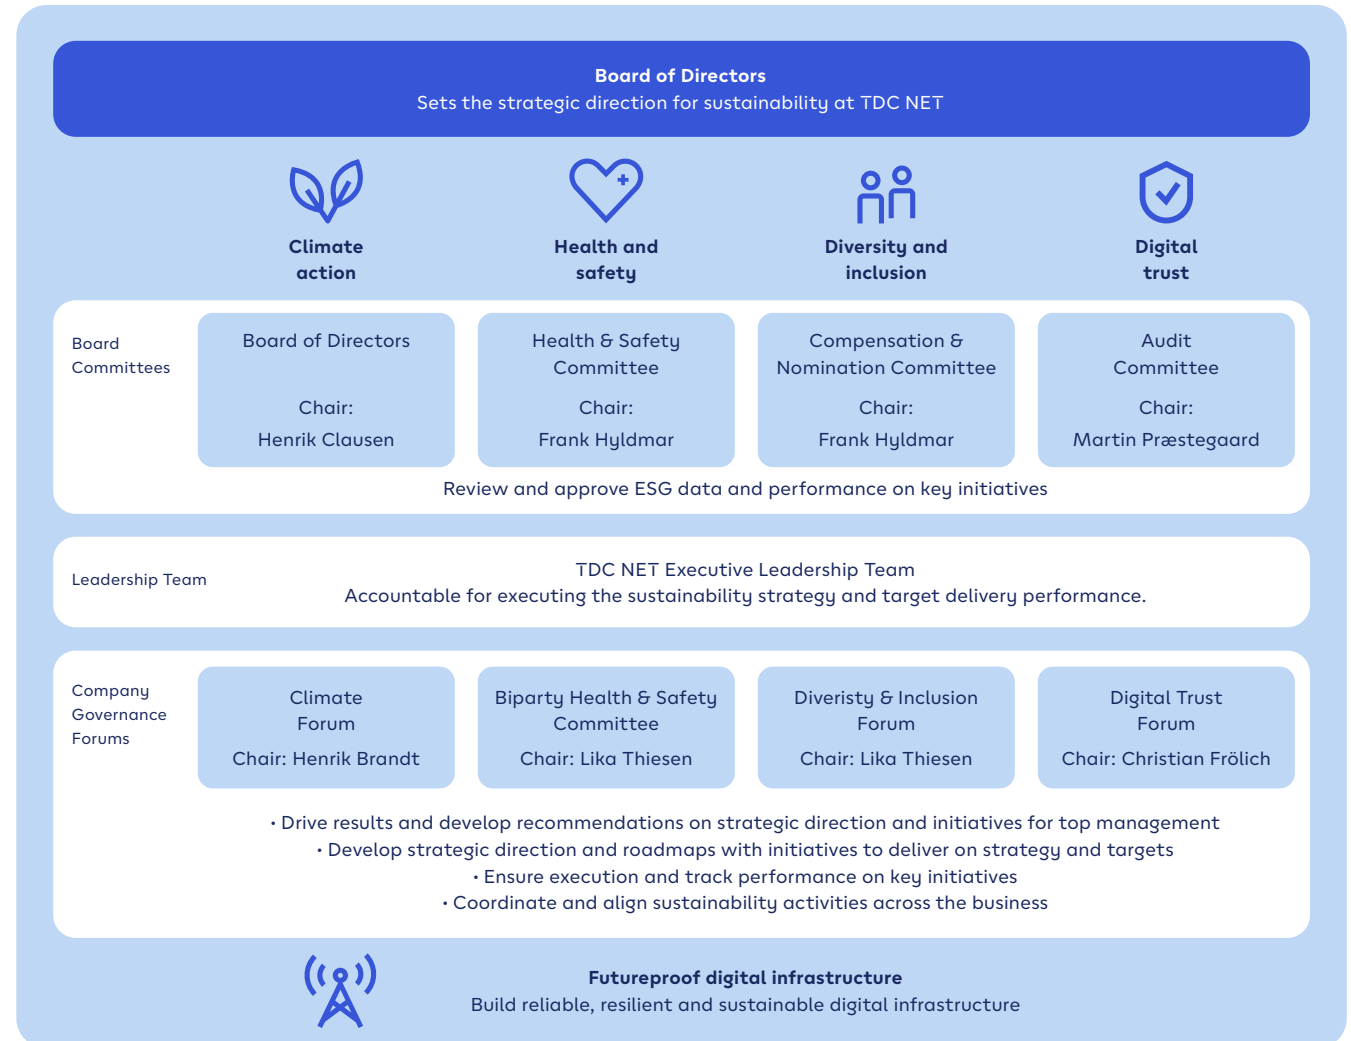 Board of Directors
Sets the strategic direction for sustainability at TDC NET
Climate
action
Health and
safety
Diversity and
inclusion
Digital
trust
Board
Committees
Board of Directors
Chair:
Henrik Clausen
Health & Safety
Committee
Chair:
Frank Hyldmar
Compensation &
Nomination Committee
Chair:
Frank Hyldmar
Audit
Committee
Chair:
Martin Præstegaard
Review and approve ESG data and performance on key initiatives
Leadership Team
TDC NET Executive Leadership Team
Accountable for executing the sustainability strategy and target delivery performance.
Company
Governance
Forums
Climate
Forum
Chair: Henrik Brandt
Biparty Health & Safety
Committee
Chair: Lika Thiesen
Diveristy & Inclusion
Forum
Chair: Lika Thiesen
Digital Trust
Forum
Chair: Christian Frölich
• Drive results and develop recommendations on strategic direction and initiatives for top management
• Develop strategic direction and roadmaps with initiatives to deliver on strategy and targets
• Ensure execution and track performance on key initiatives
• Coordinate and align sustainability activities across the business
Futureproof digital infrastructure
Build reliable, resilient and sustainable digital infrastructure